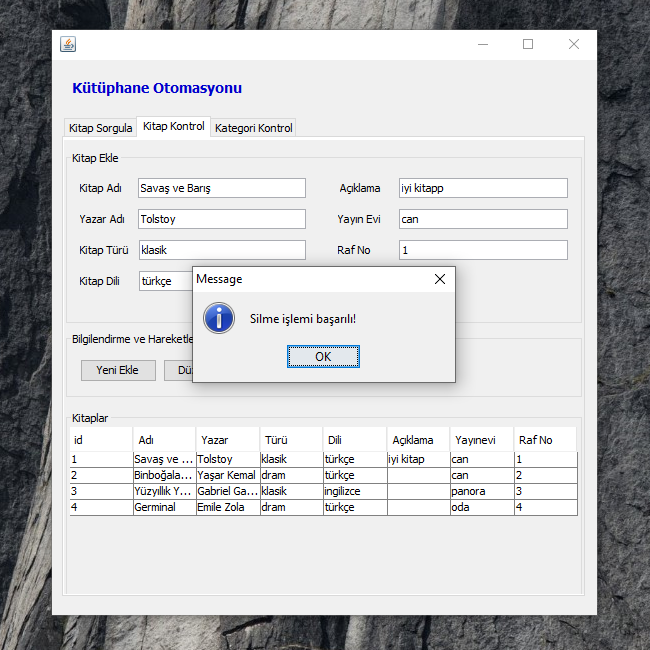 Kütüphane Otomasyonu
Kitap Sorgula Kitap Kontrol Kategori Kontrol
Kitap Ekle
Kitap Adı Savaş ve Barış Açıklama iyi kitapp
Yazar Adı Tolstoy Yayın Evi can
Kitap Türü klasik Raf No 1
Kitap Dili türkçe
Message
Silme işlemi başarılı!
OK
Bilgilendirme ve Hareketle
Yeni Ekle Dü
Kitaplar
id Adı Yazar Türü Dili Açıklama Yayınevi Raf No
1 Savaş ve ... Tolstoy klasik türkçe iyi kitap can 1
2 Binboğala... Yaşar Kemal dram türkçe can 2
3 Yüzyıllık Y... Gabriel Ga... klasik ingilizce panora 3
4 Germinal Emile Zola dram türkçe oda 4